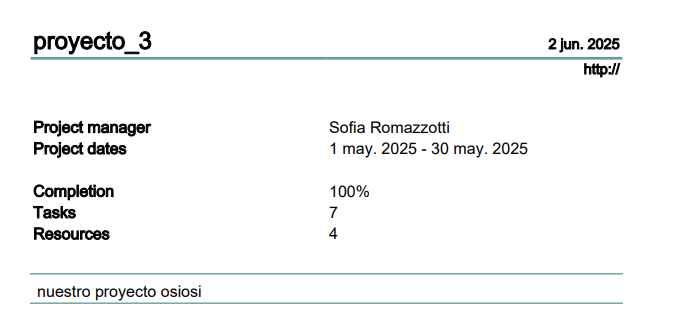 proyecto_3
2 jun. 2025
http://
Project manager Sofia Romazzotti
Project dates 1 may. 2025 - 30 may. 2025
Completion 100%
Tasks 7
Resources 4
nuestro proyecto osiosi